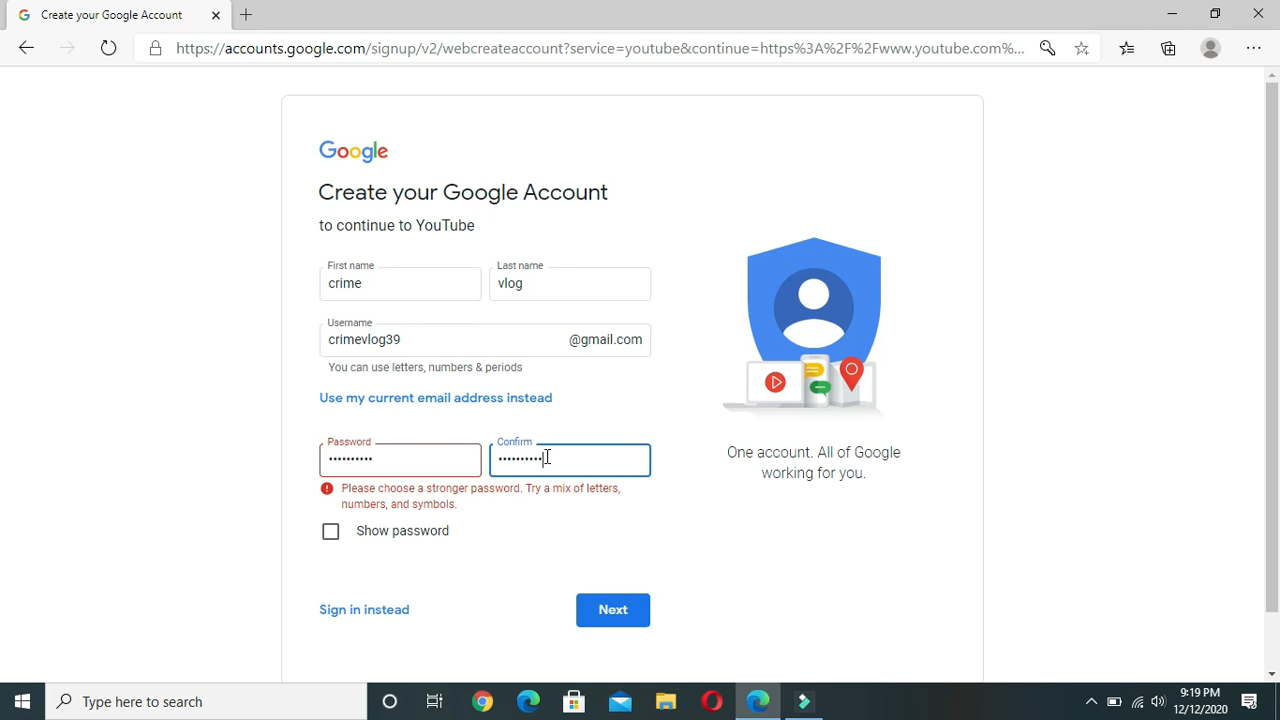 Create your Google Account
https://accounts.google.com/signup/v2/webcreateaccount?service=youtube&continue=https%3A%2F%2Fwww.youtube.com%...
Google
Create your Google Account
to continue to YouTube
First name
crime
Last name
vlog
Username
crimevlog39
@gmail.com
You can use letters, numbers & periods
Use my current email address instead
Password
••••••••••
Confirm
••••••••••
Please choose a stronger password. Try a mix of letters,
numbers, and symbols.
Show password
Sign in instead
Next
One account. All of Google
working for you.
Type here to search
9:19 PM
12/12/2020